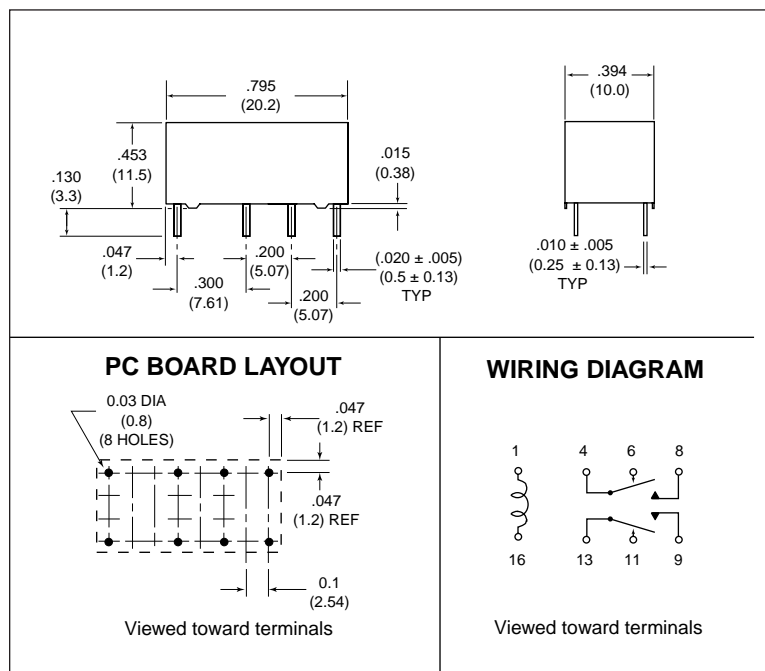 .795
(20.2)
.394
(10.0)
.453
(11.5)
.015
(0.38)
.130
(3.3)
.047
(1.2)
.200
(5.07)
(.020 ± .005)
(0.5 ± 0.13)
TYP
.010 ± .005
(0.25 ± 0.13)
TYP
.300
(7.61)
.200
(5.07)
PC BOARD LAYOUT
0.03 DIA
(0.8)
(8 HOLES)
.047
(1.2) REF
.047
(1.2) REF
0.1
(2.54)
Viewed toward terminals
WIRING DIAGRAM
1 4 6 8
16 13 11 9
Viewed toward terminals